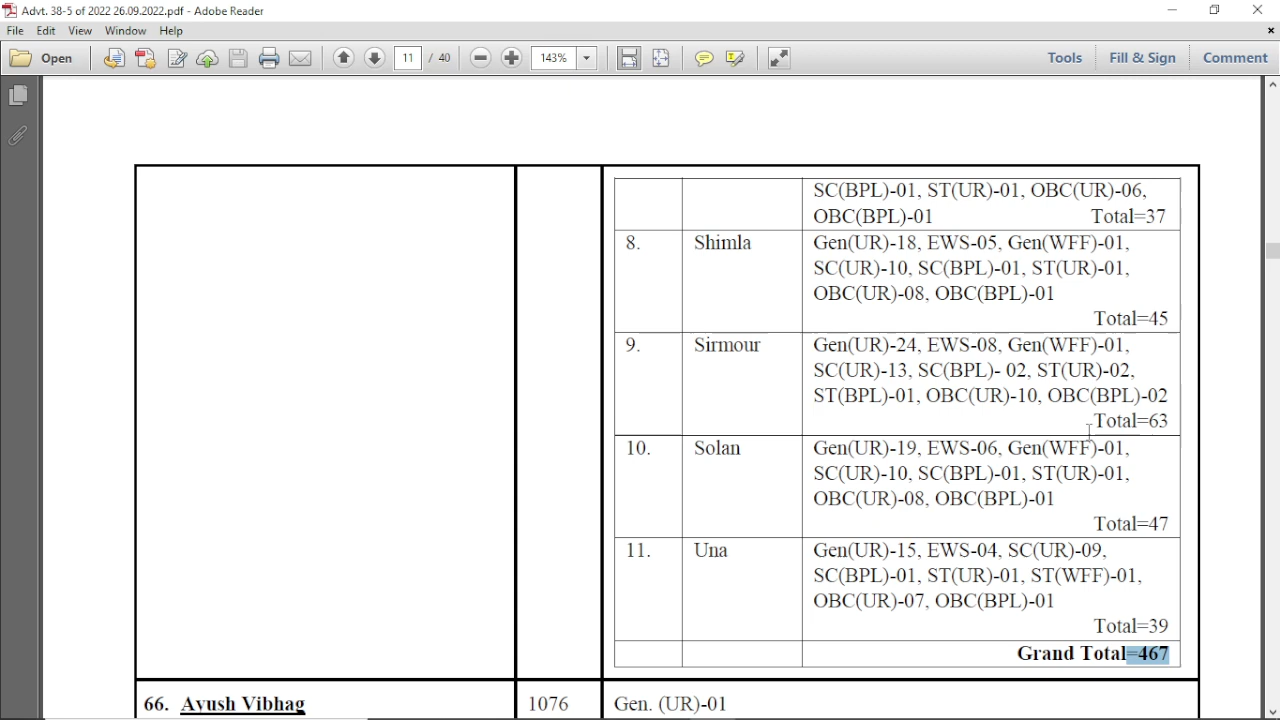 Advt. 38-5 of 2022 26.09.2022.pdf - Adobe Reader
File Edit View Window Help
Open 11 / 40 143% Tools Fill & Sign Comment
SC(BPL)-01, ST(UR)-01, OBC(UR)-06,
OBC(BPL)-01 Total=37
8. Shimla Gen(UR)-18, EWS-05, Gen(WFF)-01,
SC(UR)-10, SC(BPL)-01, ST(UR)-01,
OBC(UR)-08, OBC(BPL)-01
Total=45
9. Sirmour Gen(UR)-24, EWS-08, Gen(WFF)-01,
SC(UR)-13, SC(BPL)- 02, ST(UR)-02,
ST(BPL)-01, OBC(UR)-10, OBC(BPL)-02
Total=63
10. Solan Gen(UR)-19, EWS-06, Gen(WFF)-01,
SC(UR)-10, SC(BPL)-01, ST(UR)-01,
OBC(UR)-08, OBC(BPL)-01
Total=47
11. Una Gen(UR)-15, EWS-04, SC(UR)-09,
SC(BPL)-01, ST(UR)-01, ST(WFF)-01,
OBC(UR)-07, OBC(BPL)-01
Total=39
Grand Total=467
66. Ayush Vibhag 1076 Gen. (UR)-01